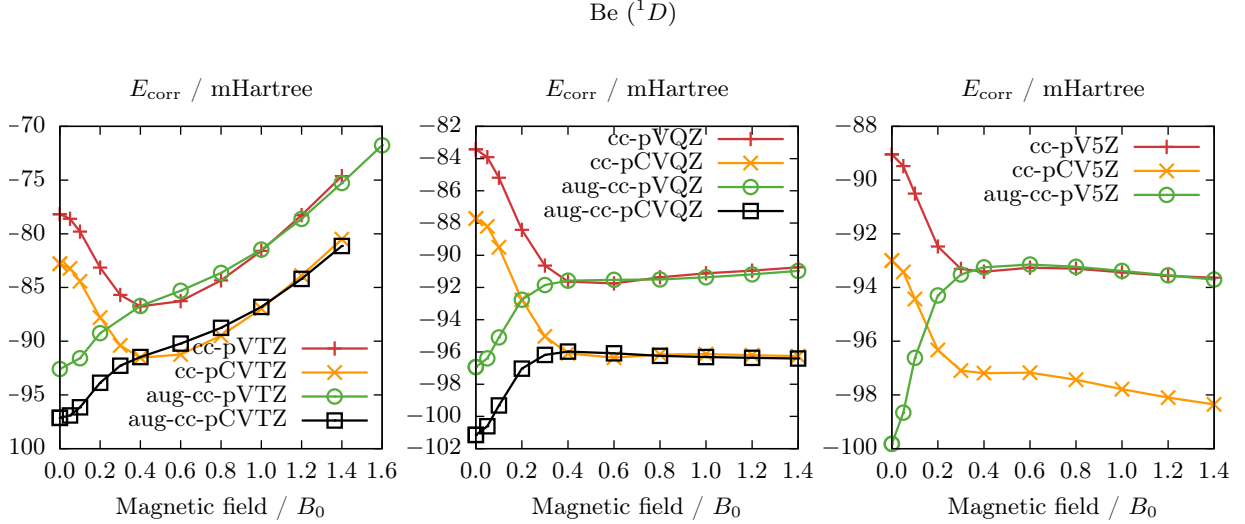 Be (¹D)
E_corr / mHartree
−70
−75
−80
−85
−90
−95
100
0.0 0.2 0.4 0.6 0.8 1.0 1.2 1.4 1.6
Magnetic field / B₀
cc-pVTZ
cc-pCVTZ
aug-cc-pVTZ
aug-cc-pCVTZ
E_corr / mHartree
−82
−84
−86
−88
−90
−92
−94
−96
−98
−100
−102
0.0 0.2 0.4 0.6 0.8 1.0 1.2 1.4
Magnetic field / B₀
cc-pVQZ
cc-pCVQZ
aug-cc-pVQZ
aug-cc-pCVQZ
E_corr / mHartree
−88
−90
−92
−94
−96
−98
−100
0.0 0.2 0.4 0.6 0.8 1.0 1.2 1.4
Magnetic field / B₀
cc-pV5Z
cc-pCV5Z
aug-cc-pV5Z